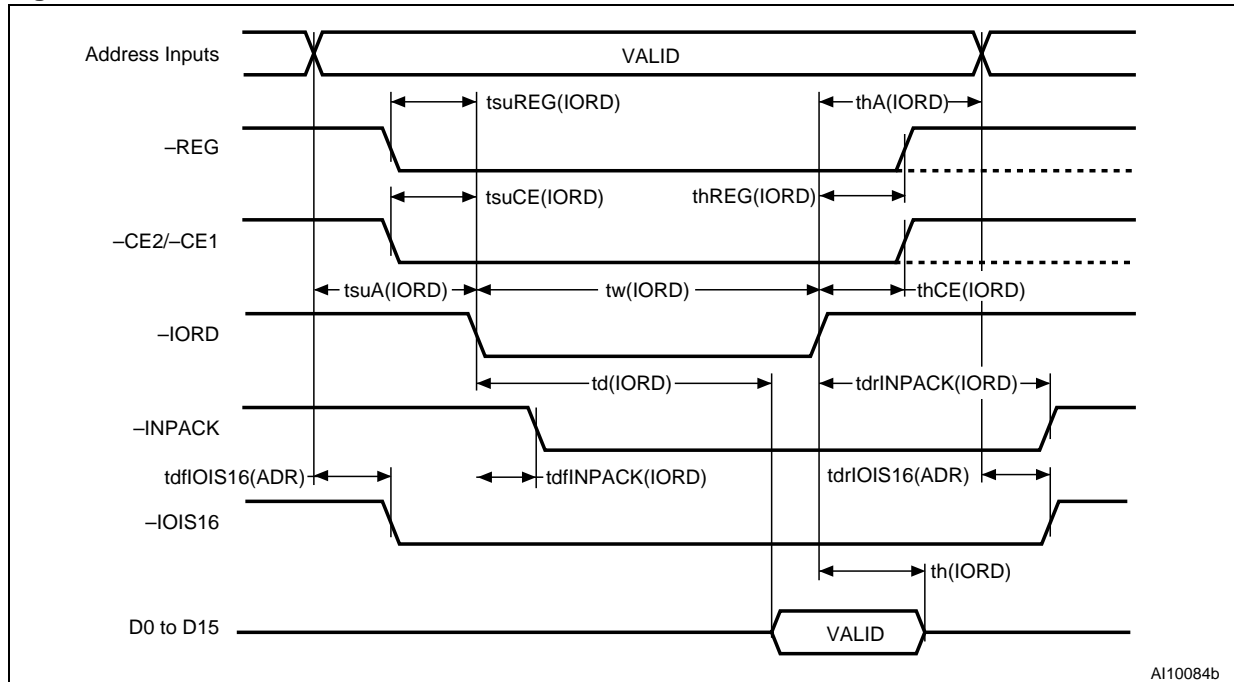 Address Inputs
VALID
tsuREG(IORD)
thA(IORD)
–REG
tsuCE(IORD)
thREG(IORD)
–CE2/–CE1
tsuA(IORD)
tw(IORD)
thCE(IORD)
–IORD
td(IORD)
tdrINPACK(IORD)
–INPACK
tdfIOIS16(ADR)
tdfINPACK(IORD)
tdrIOIS16(ADR)
–IOIS16
th(IORD)
D0 to D15
VALID
AI10084b